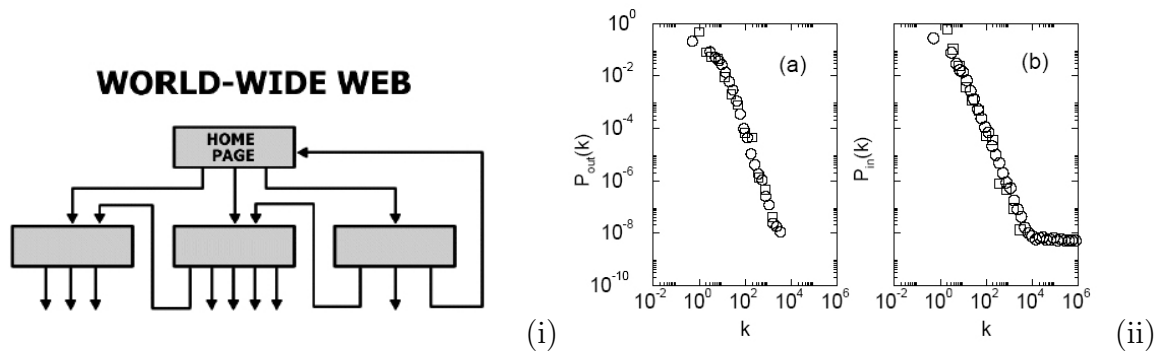 WORLD-WIDE WEB
HOME
PAGE
(i)
P_out(k)
10^0
10^-2
10^-4
10^-6
10^-8
10^-10
(a)
10^-2 10^0 10^2 10^4 10^6
k
P_in(k)
(b)
10^-2 10^0 10^2 10^4 10^6
k
(ii)